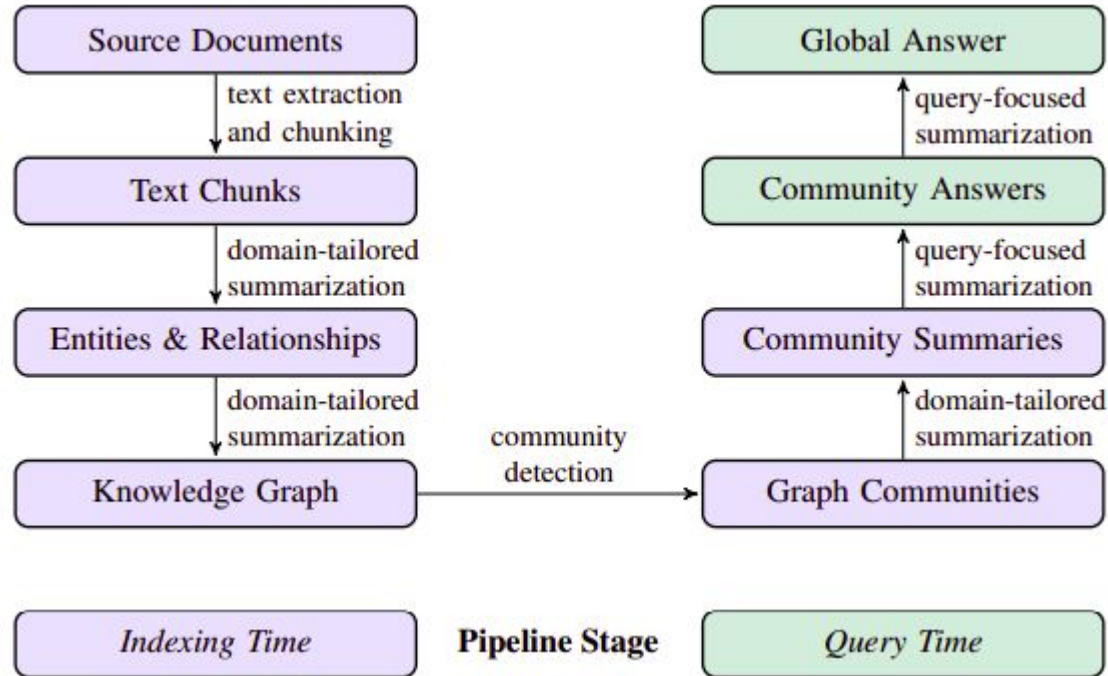 Source Documents
text extraction
and chunking
Text Chunks
domain-tailored
summarization
Entities & Relationships
domain-tailored
summarization
Knowledge Graph
community
detection
Graph Communities
domain-tailored
summarization
Community Summaries
query-focused
summarization
Community Answers
query-focused
summarization
Global Answer
Indexing Time
Pipeline Stage
Query Time